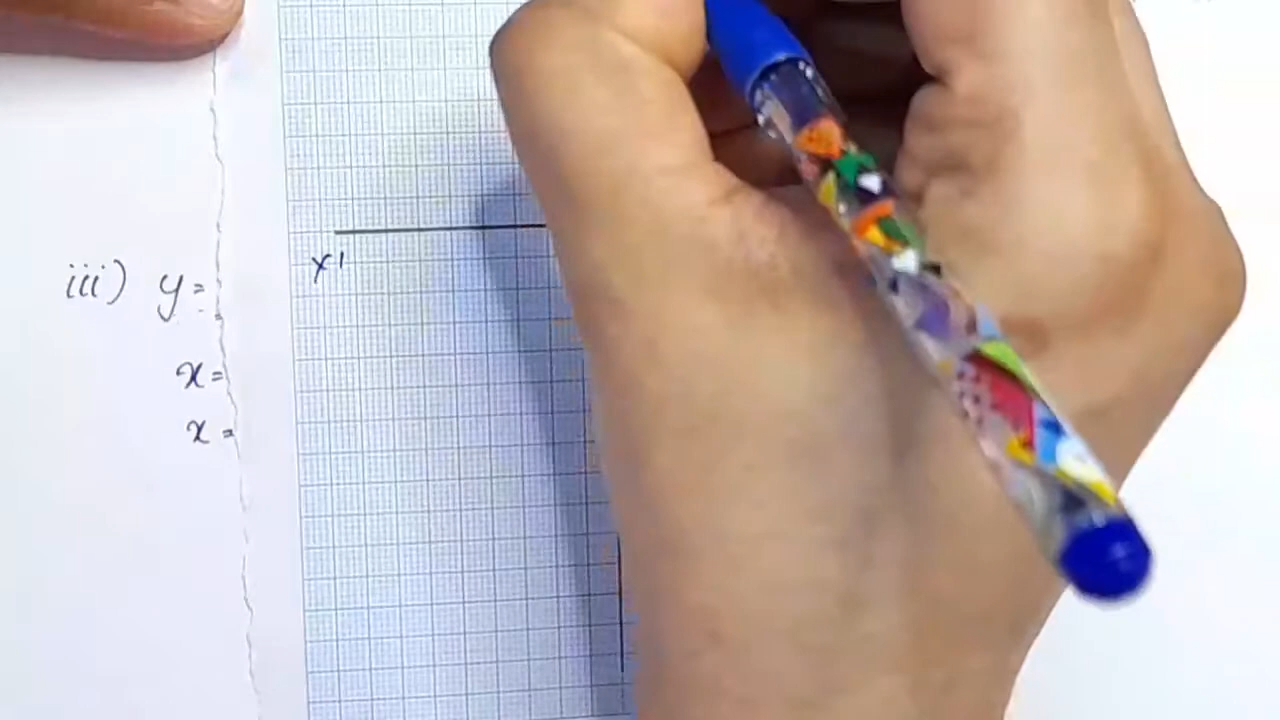 X'
iii) y =
x =
x =